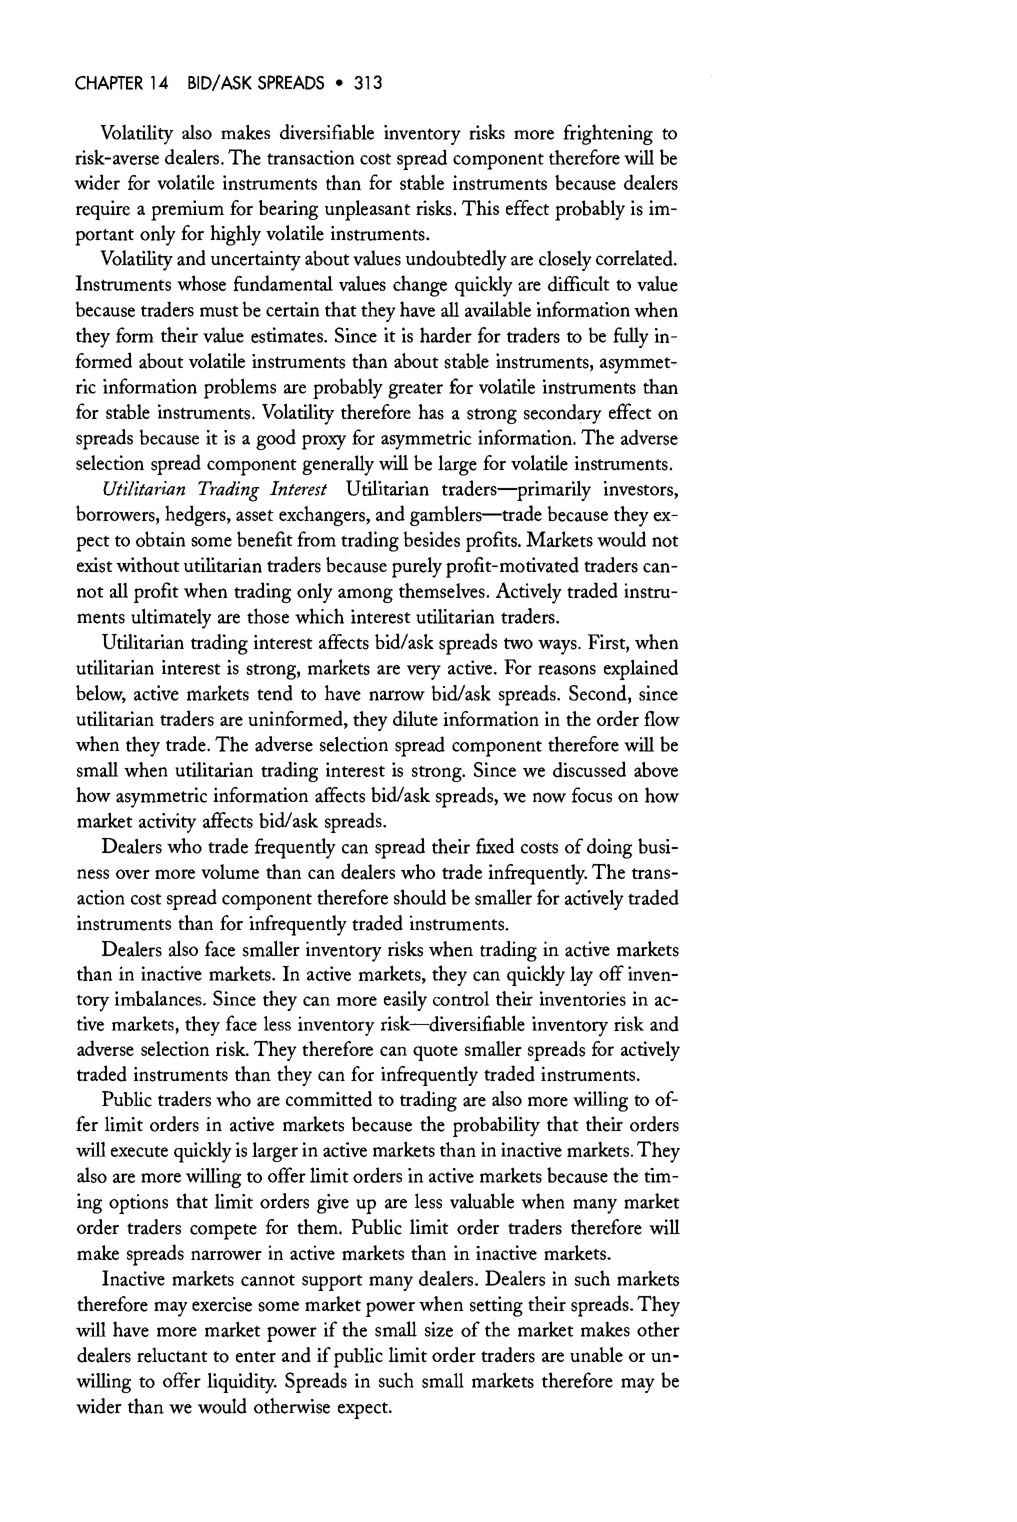 CHAPTER 14 BID/ASK SPREADS • 313
Volatility also makes diversifiable inventory risks more frightening to
risk-averse dealers. The transaction cost spread component therefore will be
wider for volatile instruments than for stable instruments because dealers
require a premium for bearing unpleasant risks. This effect probably is im-
portant only for highly volatile instruments.
Volatility and uncertainty about values undoubtedly are closely correlated.
Instruments whose fundamental values change quickly are difficult to value
because traders must be certain that they have all available information when
they form their value estimates. Since it is harder for traders to be fully in-
formed about volatile instruments than about stable instruments, asymmet-
ric information problems are probably greater for volatile instruments than
for stable instruments. Volatility therefore has a strong secondary effect on
spreads because it is a good proxy for asymmetric information. The adverse
selection spread component generally will be large for volatile instruments.
Utilitarian Trading Interest Utilitarian traders—primarily investors,
borrowers, hedgers, asset exchangers, and gamblers—trade because they ex-
pect to obtain some benefit from trading besides profits. Markets would not
exist without utilitarian traders because purely profit-motivated traders can-
not all profit when trading only among themselves. Actively traded instru-
ments ultimately are those which interest utilitarian traders.
Utilitarian trading interest affects bid/ask spreads two ways. First, when
utilitarian interest is strong, markets are very active. For reasons explained
below, active markets tend to have narrow bid/ask spreads. Second, since
utilitarian traders are uninformed, they dilute information in the order flow
when they trade. The adverse selection spread component therefore will be
small when utilitarian trading interest is strong. Since we discussed above
how asymmetric information affects bid/ask spreads, we now focus on how
market activity affects bid/ask spreads.
Dealers who trade frequently can spread their fixed costs of doing busi-
ness over more volume than can dealers who trade infrequently. The trans-
action cost spread component therefore should be smaller for actively traded
instruments than for infrequently traded instruments.
Dealers also face smaller inventory risks when trading in active markets
than in inactive markets. In active markets, they can quickly lay off inven-
tory imbalances. Since they can more easily control their inventories in ac-
tive markets, they face less inventory risk—diversifiable inventory risk and
adverse selection risk. They therefore can quote smaller spreads for actively
traded instruments than they can for infrequently traded instruments.
Public traders who are committed to trading are also more willing to of-
fer limit orders in active markets because the probability that their orders
will execute quickly is larger in active markets than in inactive markets. They
also are more willing to offer limit orders in active markets because the tim-
ing options that limit orders give up are less valuable when many market
order traders compete for them. Public limit order traders therefore will
make spreads narrower in active markets than in inactive markets.
Inactive markets cannot support many dealers. Dealers in such markets
therefore may exercise some market power when setting their spreads. They
will have more market power if the small size of the market makes other
dealers reluctant to enter and if public limit order traders are unable or un-
willing to offer liquidity. Spreads in such small markets therefore may be
wider than we would otherwise expect.